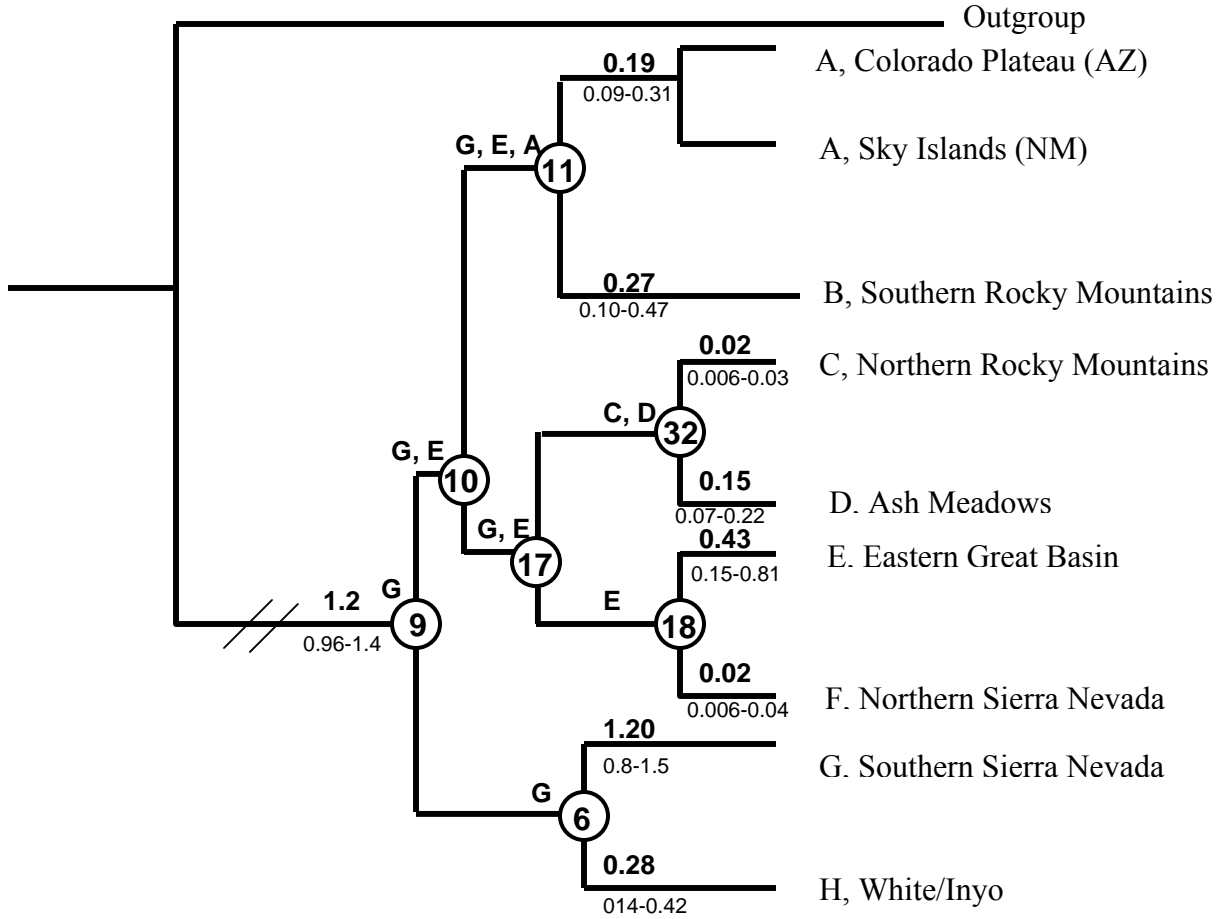 Outgroup
0.19
A, Colorado Plateau (AZ)
0.09-0.31
G, E, A
11
A, Sky Islands (NM)
0.27
B, Southern Rocky Mountains
0.10-0.47
0.02
C, Northern Rocky Mountains
0.006-0.03
C, D
32
G, E
10
0.15
D. Ash Meadows
0.07-0.22
G, E
17
0.43
E. Eastern Great Basin
0.15-0.81
1.2
G
9
0.96-1.4
E
18
0.02
F. Northern Sierra Nevada
0.006-0.04
1.20
G. Southern Sierra Nevada
0.8-1.5
G
6
0.28
H, White/Inyo
014-0.42